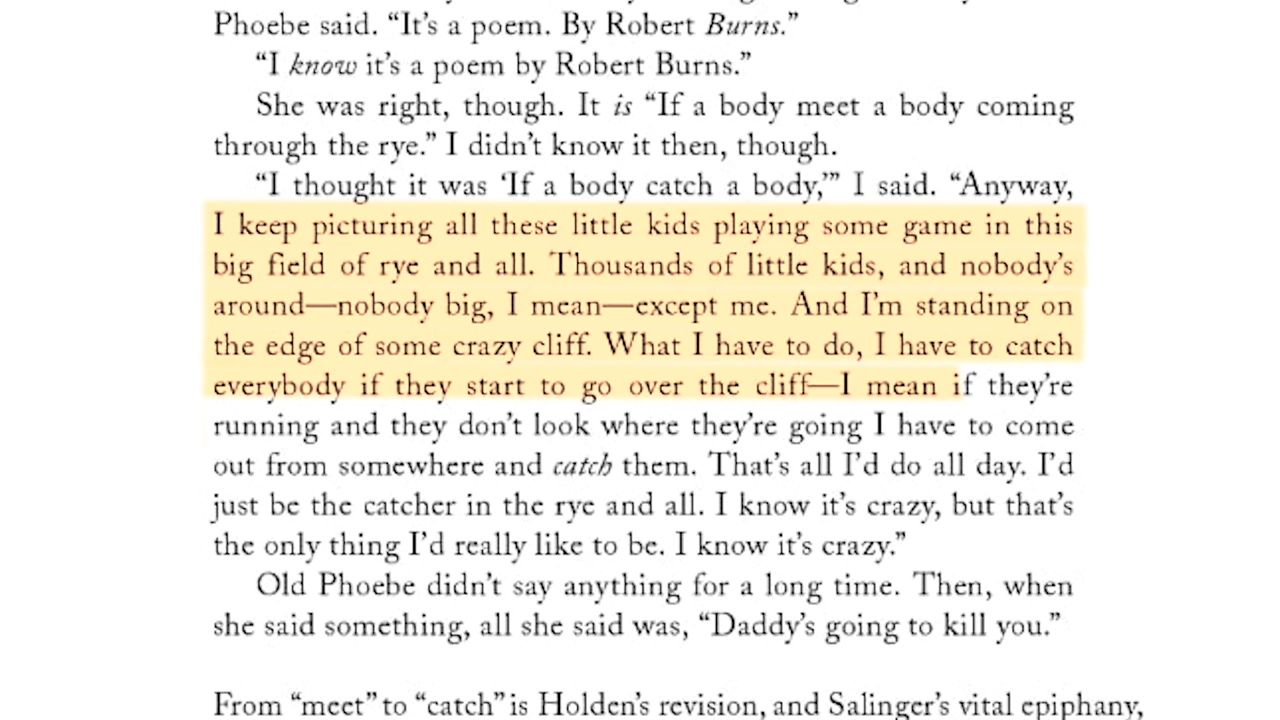 Phoebe said. “It’s a poem. By Robert Burns.”
“I know it’s a poem by Robert Burns.”
She was right, though. It is “If a body meet a body coming
through the rye.” I didn’t know it then, though.
“I thought it was ‘If a body catch a body,’” I said. “Anyway,
I keep picturing all these little kids playing some game in this
big field of rye and all. Thousands of little kids, and nobody’s
around—nobody big, I mean—except me. And I’m standing on
the edge of some crazy cliff. What I have to do, I have to catch
everybody if they start to go over the cliff—I mean if they’re
running and they don’t look where they’re going I have to come
out from somewhere and catch them. That’s all I’d do all day. I’d
just be the catcher in the rye and all. I know it’s crazy, but that’s
the only thing I’d really like to be. I know it’s crazy.”
Old Phoebe didn’t say anything for a long time. Then, when
she said something, all she said was, “Daddy’s going to kill you.”
From “meet” to “catch” is Holden’s revision, and Salinger’s vital epiphany,